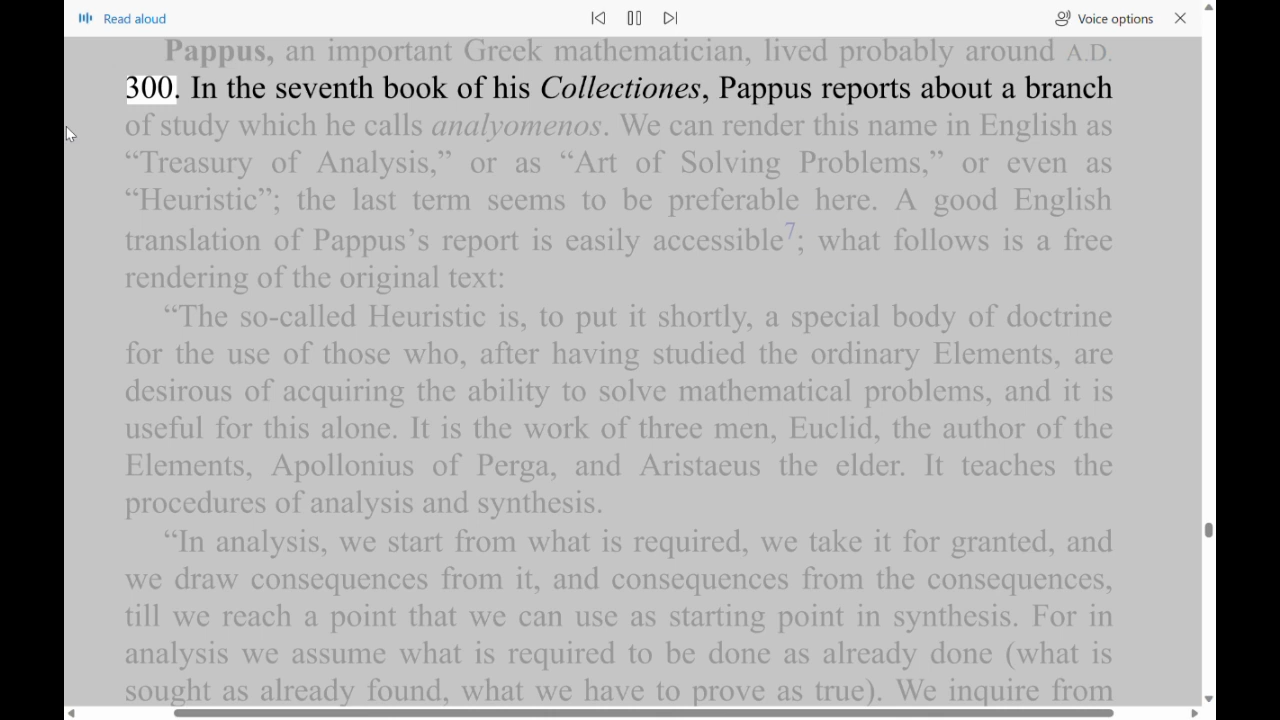 Read aloud
Voice options
Pappus, an important Greek mathematician, lived probably around A.D.
300. In the seventh book of his Collectiones, Pappus reports about a branch
of study which he calls analyomenos. We can render this name in English as
“Treasury of Analysis,” or as “Art of Solving Problems,” or even as
“Heuristic”; the last term seems to be preferable here. A good English
translation of Pappus’s report is easily accessible7; what follows is a free
rendering of the original text:
“The so-called Heuristic is, to put it shortly, a special body of doctrine
for the use of those who, after having studied the ordinary Elements, are
desirous of acquiring the ability to solve mathematical problems, and it is
useful for this alone. It is the work of three men, Euclid, the author of the
Elements, Apollonius of Perga, and Aristaeus the elder. It teaches the
procedures of analysis and synthesis.
“In analysis, we start from what is required, we take it for granted, and
we draw consequences from it, and consequences from the consequences,
till we reach a point that we can use as starting point in synthesis. For in
analysis we assume what is required to be done as already done (what is
sought as already found, what we have to prove as true). We inquire from